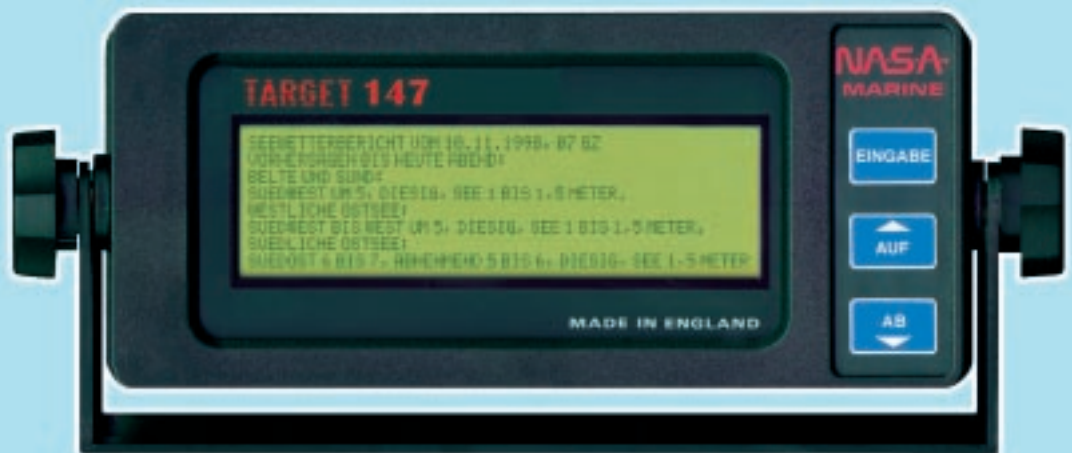 TARGET 147
SEEWETTERBERICHT VOM 10.11.1998, 07 GZ
VORHERSAGEN BIS HEUTE ABEND:
BELTE UND SUND:
SUEDWEST UM 5, DIESIG, SEE 1 BIS 1,5 METER,
WESTLICHE OSTSEE:
SUEDWEST BIS WEST UM 5, DIESIG, SEE 1 BIS 1,5 METER,
SUEDLICHE OSTSEE:
SUEDOST 6 BIS 7, ABNEHMEND 5 BIS 6, DIESIG, SEE 1,5 METER
MADE IN ENGLAND
NASA
MARINE
EINGABE
AUF
AB